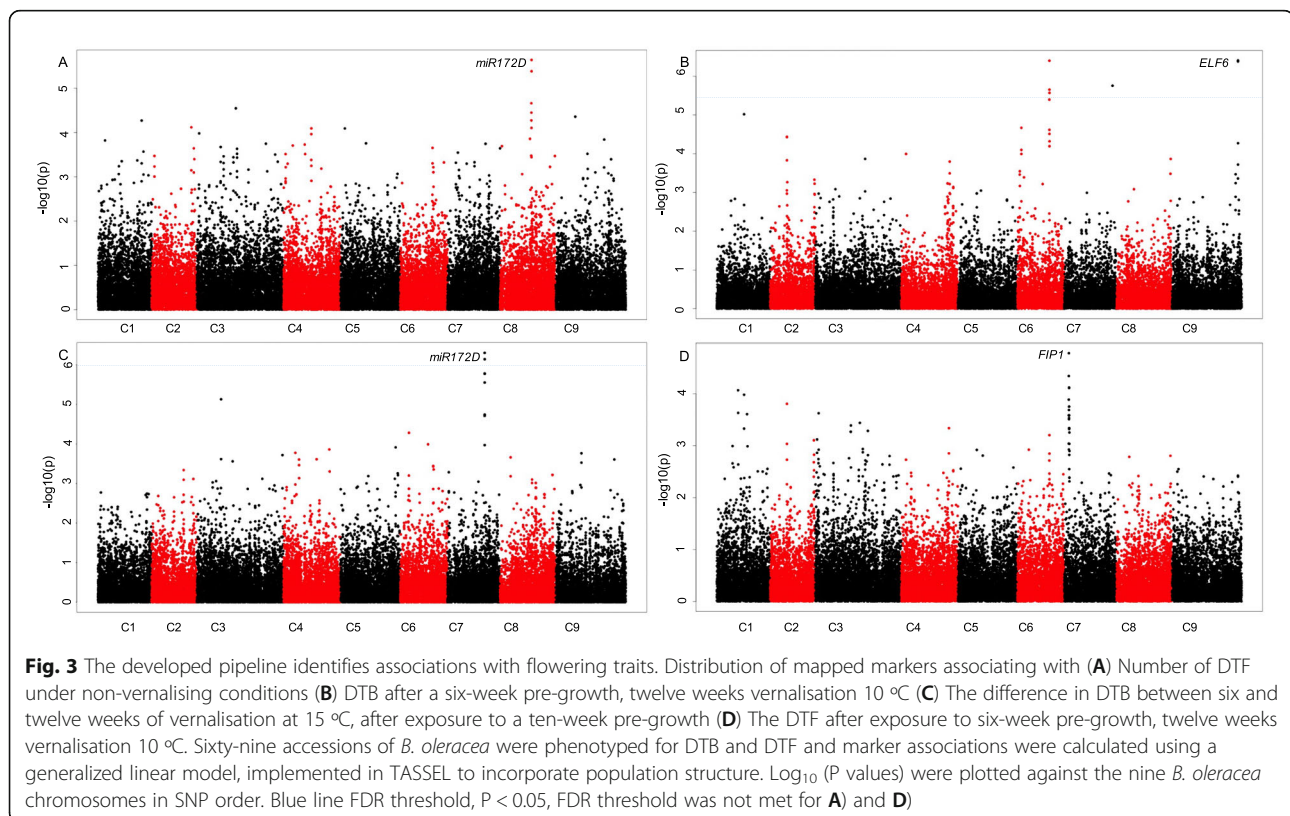 A
miR172D
-log10(p)
5
4
3
2
1
0
C1 C2 C3 C4 C5 C6 C7 C8 C9
B
ELF6
-log10(p)
6
5
4
3
2
1
0
C1 C2 C3 C4 C5 C6 C7 C8 C9
C
miR172D
-log10(p)
6
5
4
3
2
1
0
C1 C2 C3 C4 C5 C6 C7 C8 C9
D
FIP1
-log10(p)
4
3
2
1
0
C1 C2 C3 C4 C5 C6 C7 C8 C9
Fig. 3 The developed pipeline identifies associations with flowering traits. Distribution of mapped markers associating with (A) Number of DTF
under non-vernalising conditions (B) DTB after a six-week pre-growth, twelve weeks vernalisation 10 ºC (C) The difference in DTB between six and
twelve weeks of vernalisation at 15 ºC, after exposure to a ten-week pre-growth (D) The DTF after exposure to six-week pre-growth, twelve weeks
vernalisation 10 ºC. Sixty-nine accessions of B. oleracea were phenotyped for DTB and DTF and marker associations were calculated using a
generalized linear model, implemented in TASSEL to incorporate population structure. Log10 (P values) were plotted against the nine B. oleracea
chromosomes in SNP order. Blue line FDR threshold, P < 0.05, FDR threshold was not met for A) and D)